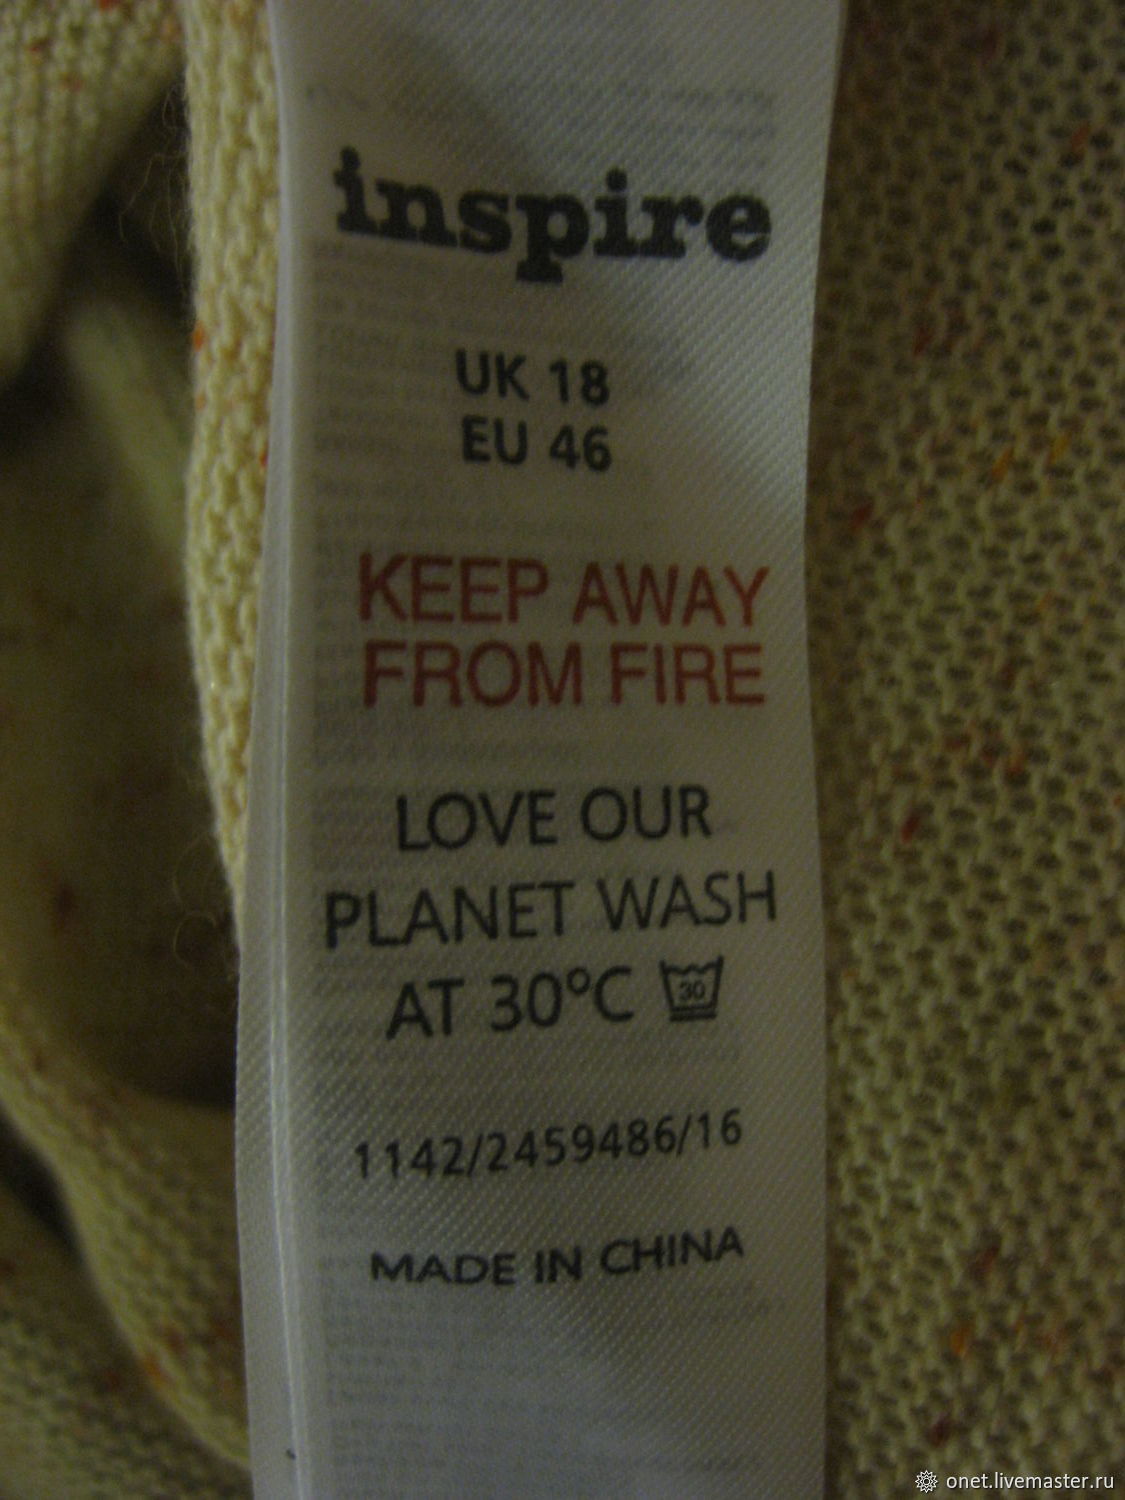 inspire
UK 18
EU 46
KEEP AWAY
FROM FIRE
LOVE OUR
PLANET WASH
AT 30°C 30
1142/2459486/16
MADE IN CHINA
onet.livemaster.ru